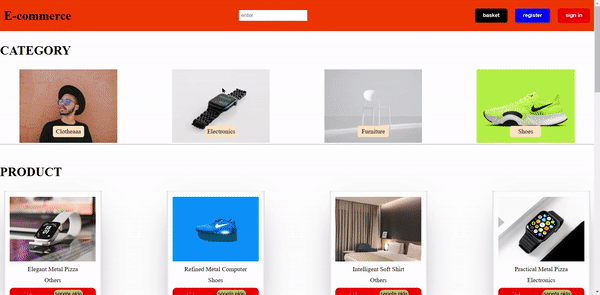 E-commerce
enter
basket
register
sign in
CATEGORY
Clotheaaa
Electronics
Furniture
Shoes
PRODUCT
Elegant Metal Pizza
Refined Metal Computer
Intelligent Soft Shirt
Practical Metal Pizza
Others
Shoes
Others
Electronics